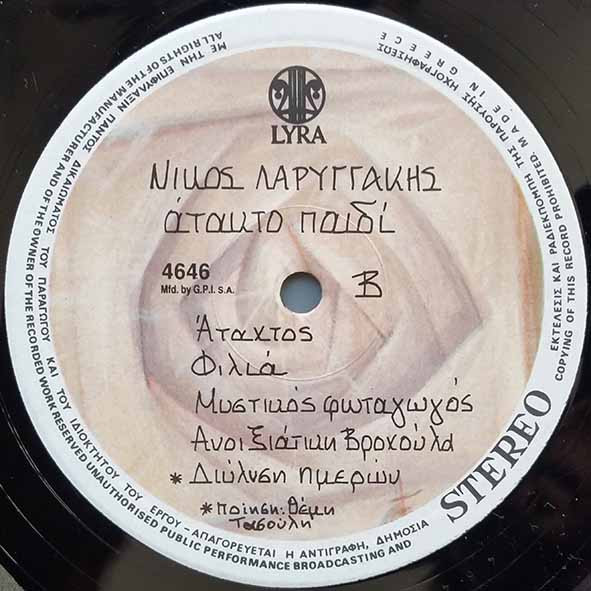 LYRA
ΝΙΚΟΣ ΛΑΡΥΓΓΑΚΗΣ
άτακτο παιδί
4646
Mfd. by G.P.I. S.A.
B
Άτακτος
Φιλιά
Μυστικός φωταγωγός
Ανοιξιάτικη Βροχούλα
* Διύλιση ημερών
* ποίηση: Θέμη
Τασούλη
STEREO
ΜΕ ΤΗΝ ΕΠΙΦΥΛΑΞΙΝ ΠΑΝΤΟΣ ΔΙΚΑΙΩΜΑΤΟΣ ΤΟΥ ΠΑΡΑΓΩΓΟΥ ΚΑΙ ΤΟΥ ΙΔΙΟΚΤΗΤΟΥ ΤΟΥ ΕΡΓΟΥ - ΑΠΑΓΟΡΕΥΕΤΑΙ Η ΑΝΤΙΓΡΑΦΗ, ΔΗΜΟΣΙΑ ΕΚΤΕΛΕΣΙΣ ΚΑΙ ΡΑΔΙΕΚΠΟΜΠΗ ΤΗΣ ΠΑΡΟΥΣΗΣ ΗΧΟΓΡΑΦΗΣΕΩΣ
ALL RIGHTS OF THE MANUFACTURER AND OF THE OWNER OF THE RECORDED WORK RESERVED UNAUTHORISED PUBLIC PERFORMANCE BROADCASTING AND COPYING OF THIS RECORD PROHIBITED MADE IN GREECE